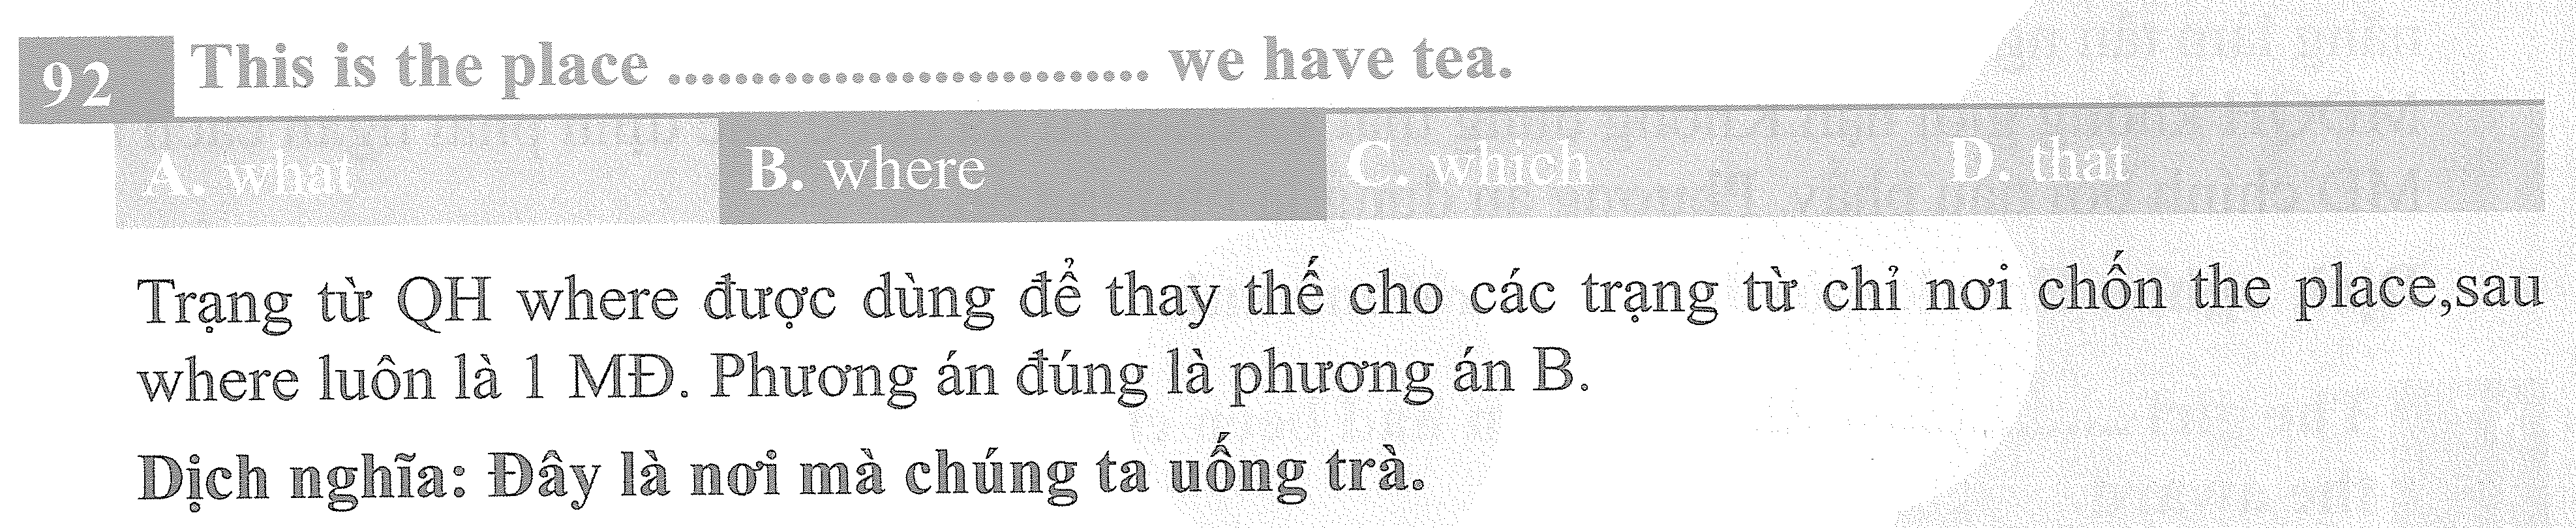 92 This is the place ............................. we have tea.
A. what B. where C. which D. that
Trạng từ QH where được dùng để thay thế cho các trạng từ chỉ nơi chốn the place,sau
where luôn là 1 MĐ. Phương án đúng là phương án B.
Dịch nghĩa: Đây là nơi mà chúng ta uống trà.